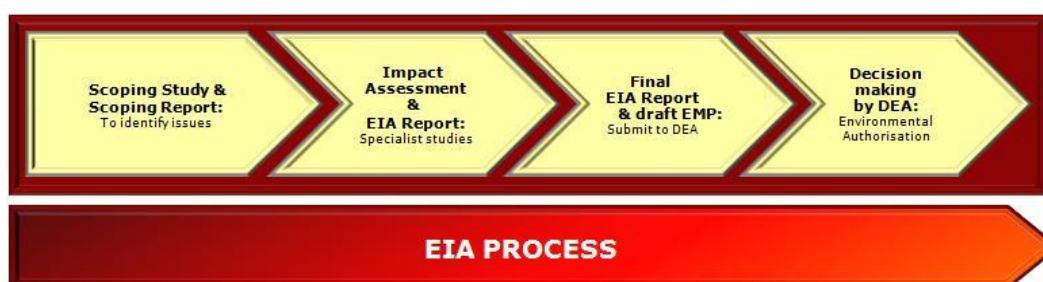 Scoping Study &
Scoping Report:
To identify issues
Impact
Assessment
&
EIA Report:
Specialist studies
Final
EIA Report
& draft EMP:
Submit to DEA
Decision
making
by DEA:
Environmental
Authorisation
EIA PROCESS